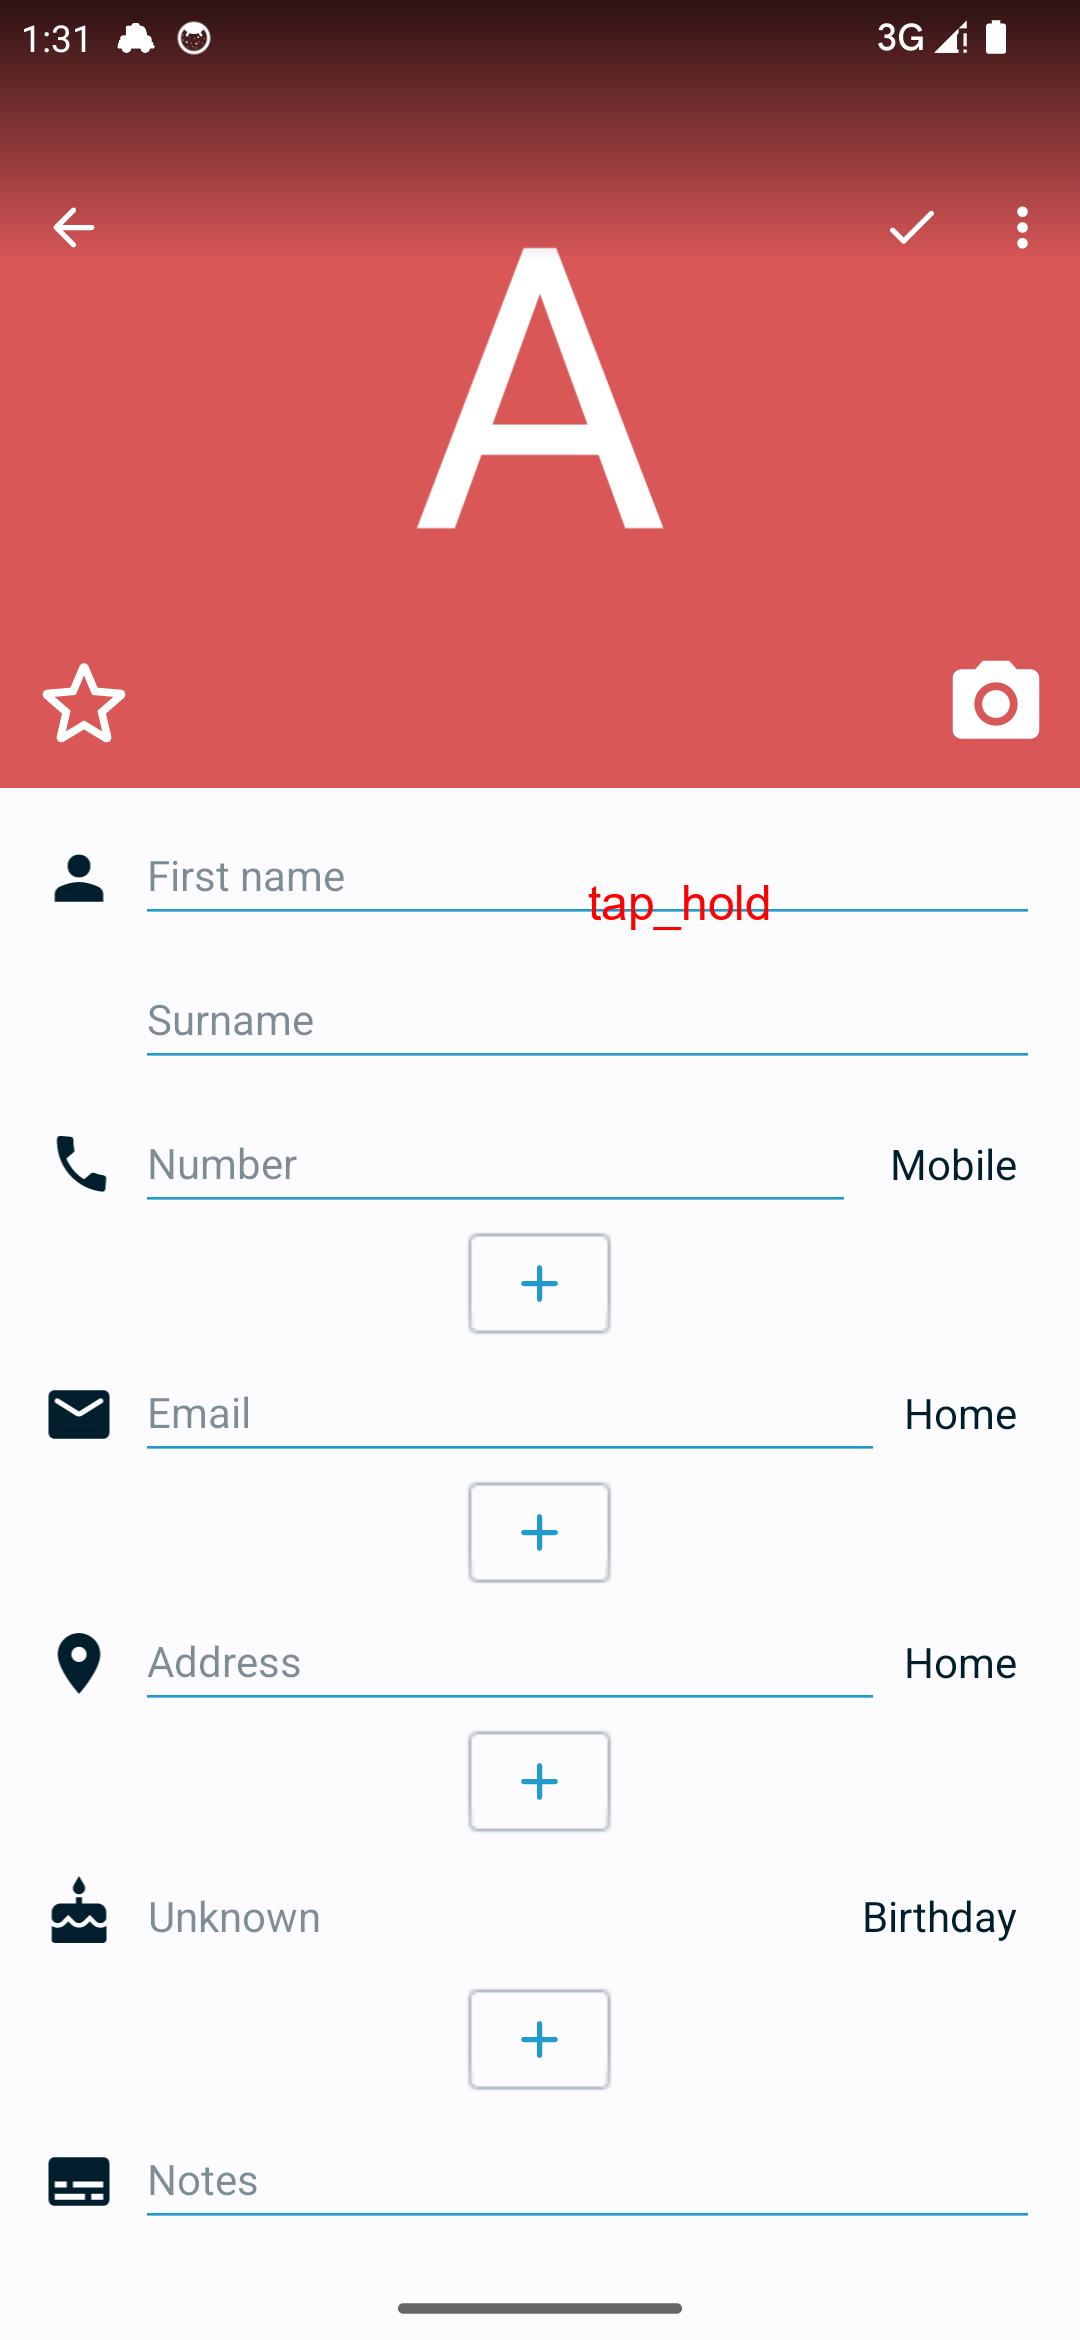 1:31
3G
A
First name
tap_hold
Surname
Number
Mobile
Email
Home
Address
Home
Unknown
Birthday
Notes